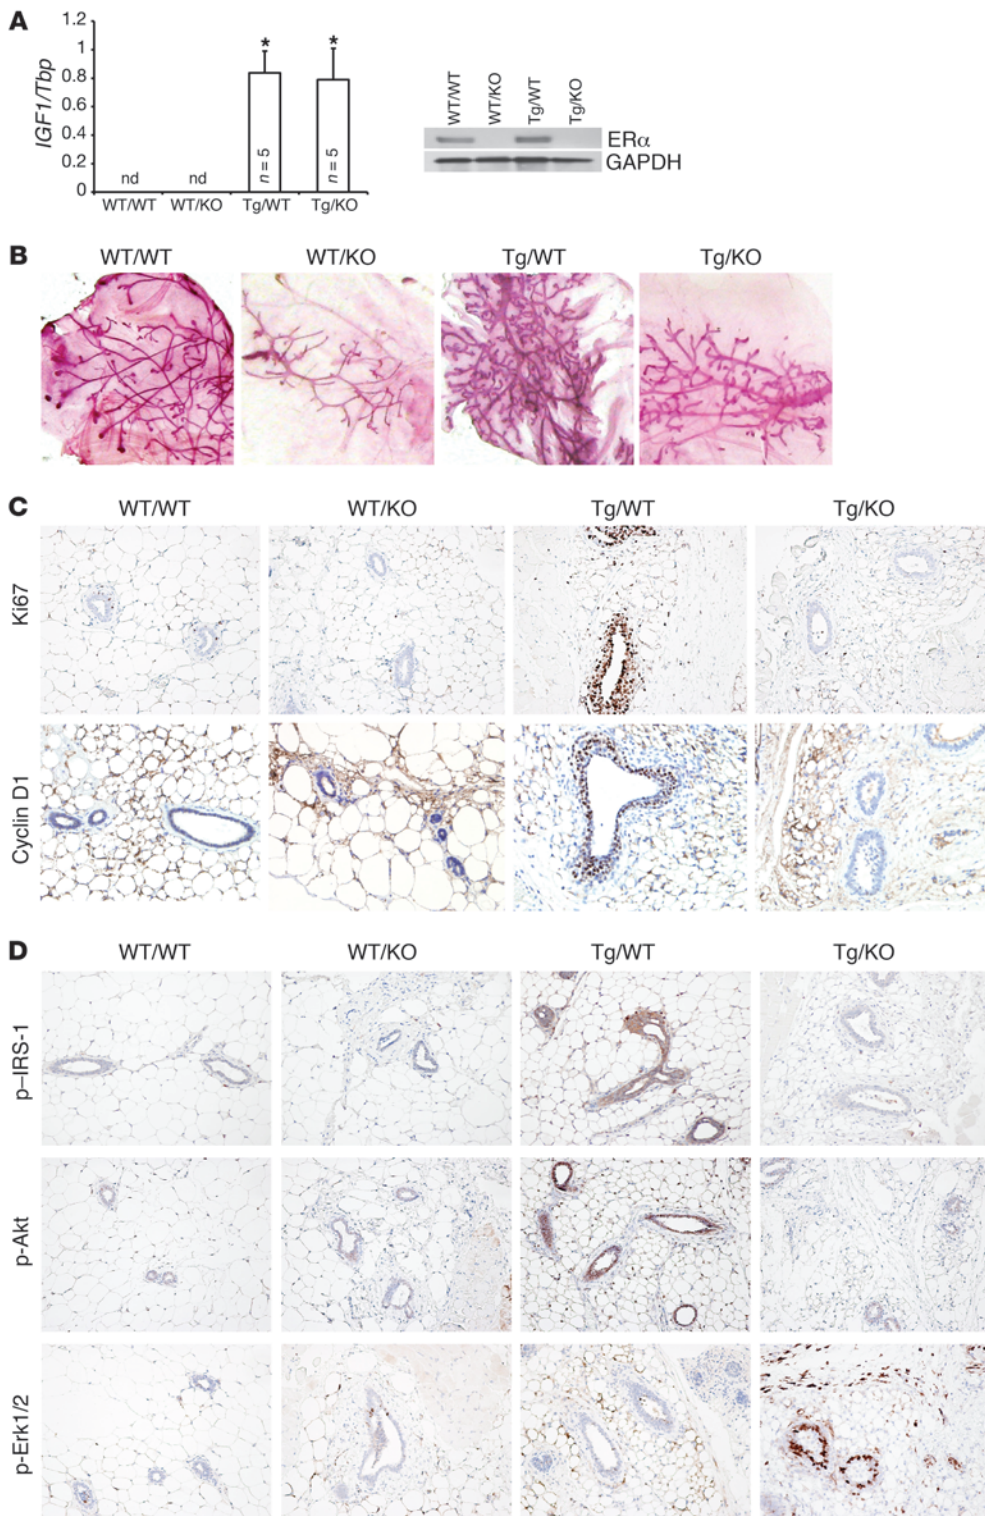 A
IGF1/Tbp
1.2
1
0.8
0.6
0.4
0.2
0
nd
nd
*
n = 5
*
n = 5
WT/WT
WT/KO
Tg/WT
Tg/KO
WT/WT
WT/KO
Tg/WT
Tg/KO
ERα
GAPDH
B
WT/WT
WT/KO
Tg/WT
Tg/KO
C
WT/WT
WT/KO
Tg/WT
Tg/KO
Ki67
Cyclin D1
D
WT/WT
WT/KO
Tg/WT
Tg/KO
p–IRS-1
p-Akt
p-Erk1/2